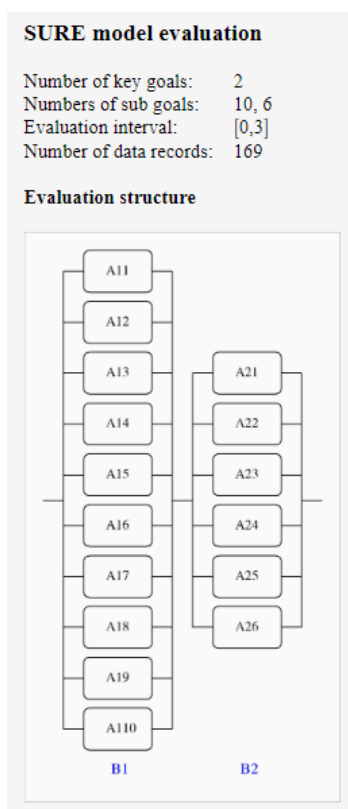 SURE model evaluation
Number of key goals: 2
Numbers of sub goals: 10, 6
Evaluation interval: [0,3]
Number of data records: 169
Evaluation structure
A11
A12
A13 A21
A14 A22
A15 A23
A16 A24
A17 A25
A18 A26
A19
A110
B1 B2